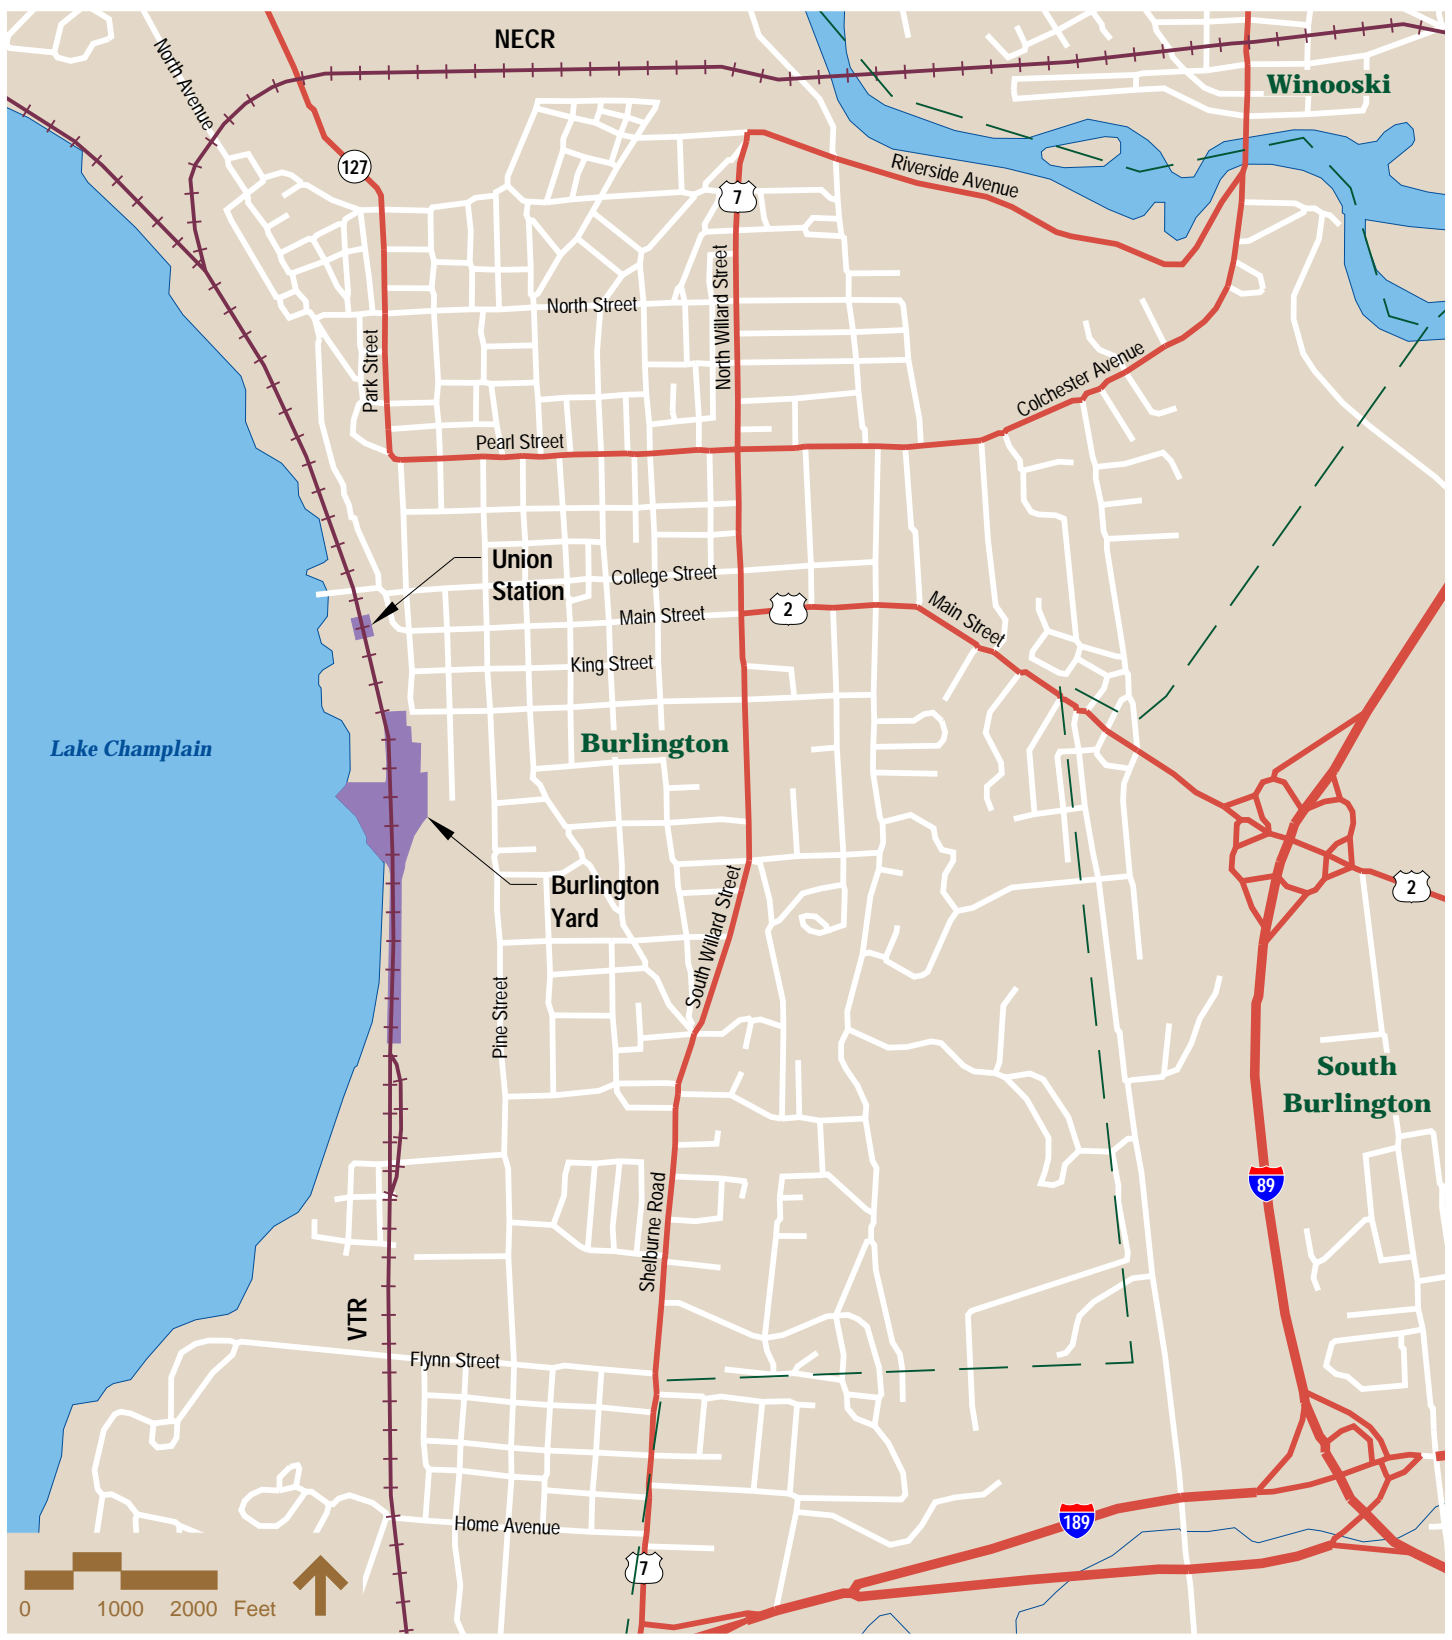 NECR
North Avenue
Winooski
127
7
Riverside Avenue
North Street
North Willard Street
Park Street
Colchester Avenue
Pearl Street
Union
Station
College Street
Main Street
2
Main Street
King Street
Burlington
Lake Champlain
Burlington
Yard
South Willard Street
2
Pine Street
South
Burlington
89
Shelburne Road
VTR
Flynn Street
189
Home Avenue
7
0 1000 2000 Feet